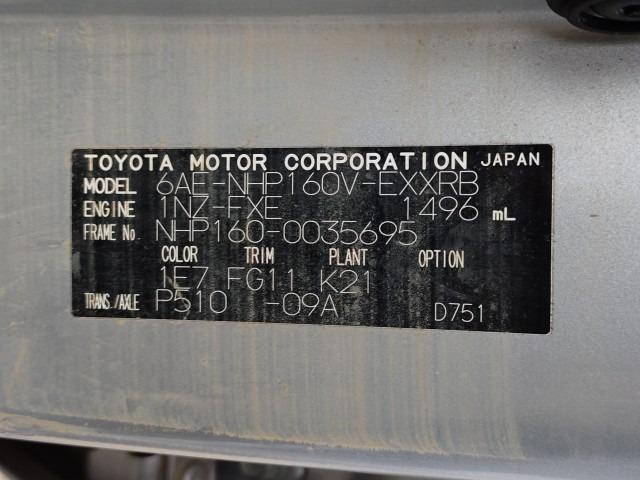 TOYOTA MOTOR CORPORATION JAPAN
MODEL 6AE-NHP160V-EXXRB
ENGINE 1NZ-FXE 1496 mL
FRAME No. NHP160-0035695
COLOR TRIM PLANT OPTION
1E7 FG11 K21
TRANS./AXLE P510 -09A D751